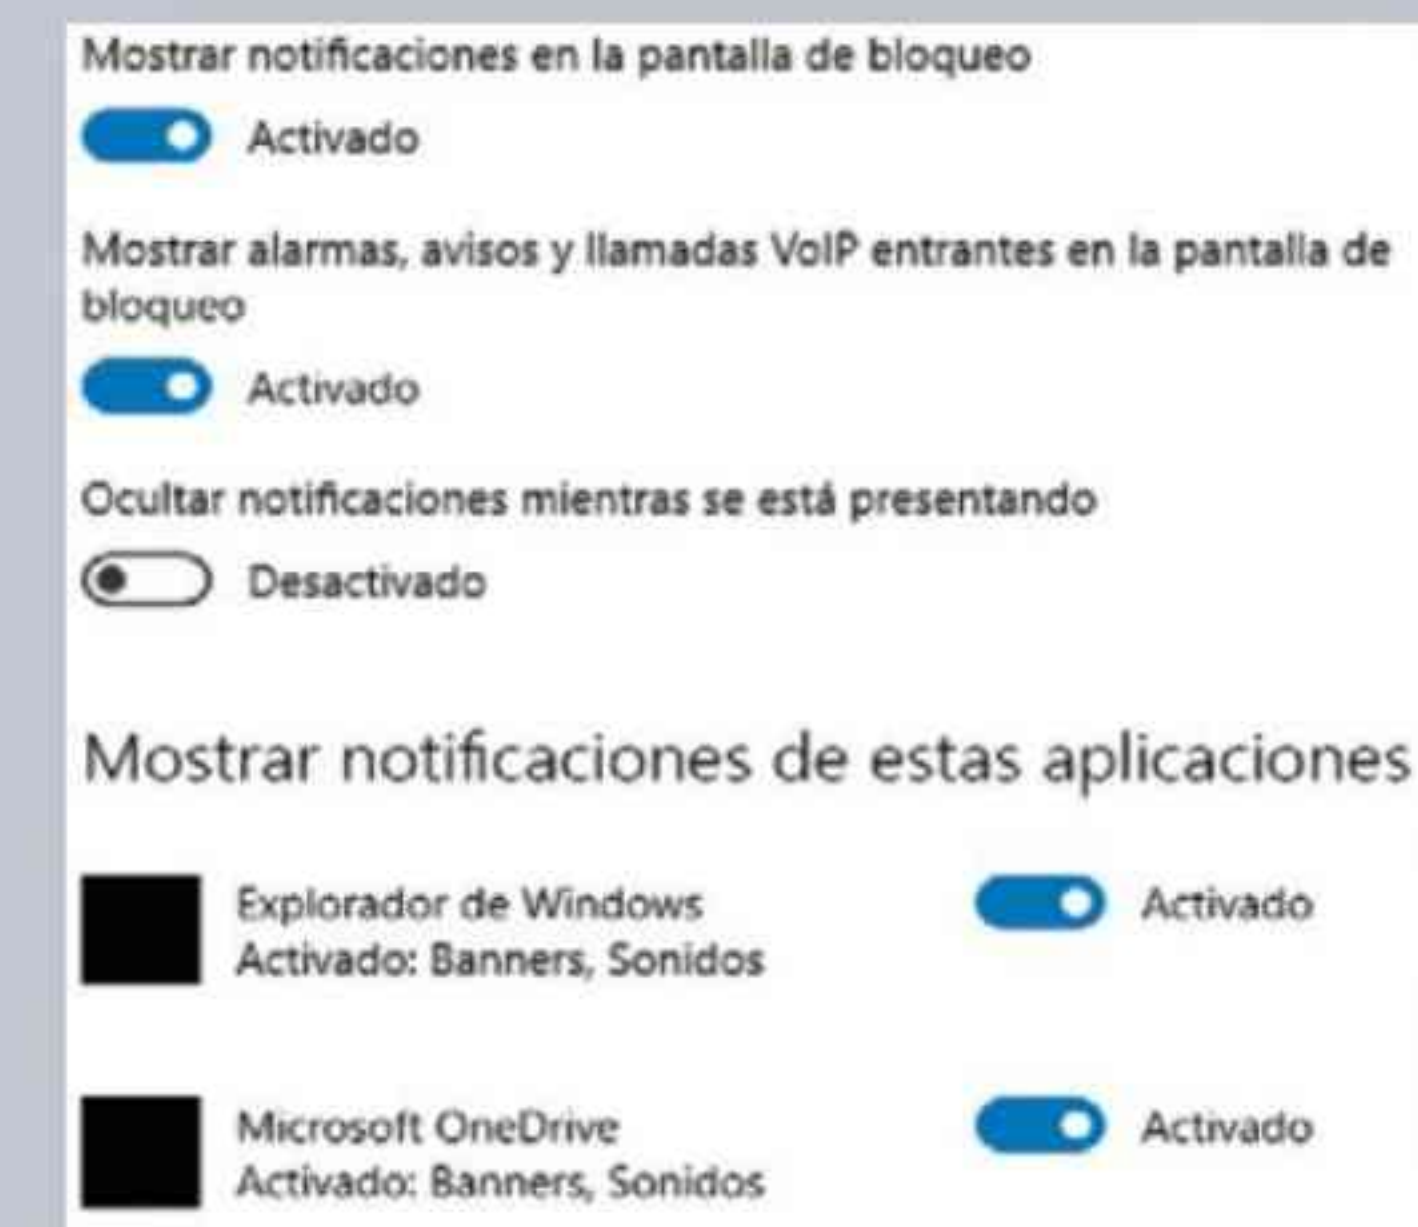 Mostrar notificaciones en la pantalla de bloqueo
Activado
Mostrar alarmas, avisos y llamadas VoIP entrantes en la pantalla de
bloqueo
Activado
Ocultar notificaciones mientras se está presentando
Desactivado
Mostrar notificaciones de estas aplicaciones
Explorador de Windows
Activado
Activado: Banners, Sonidos
Microsoft OneDrive
Activado
Activado: Banners, Sonidos